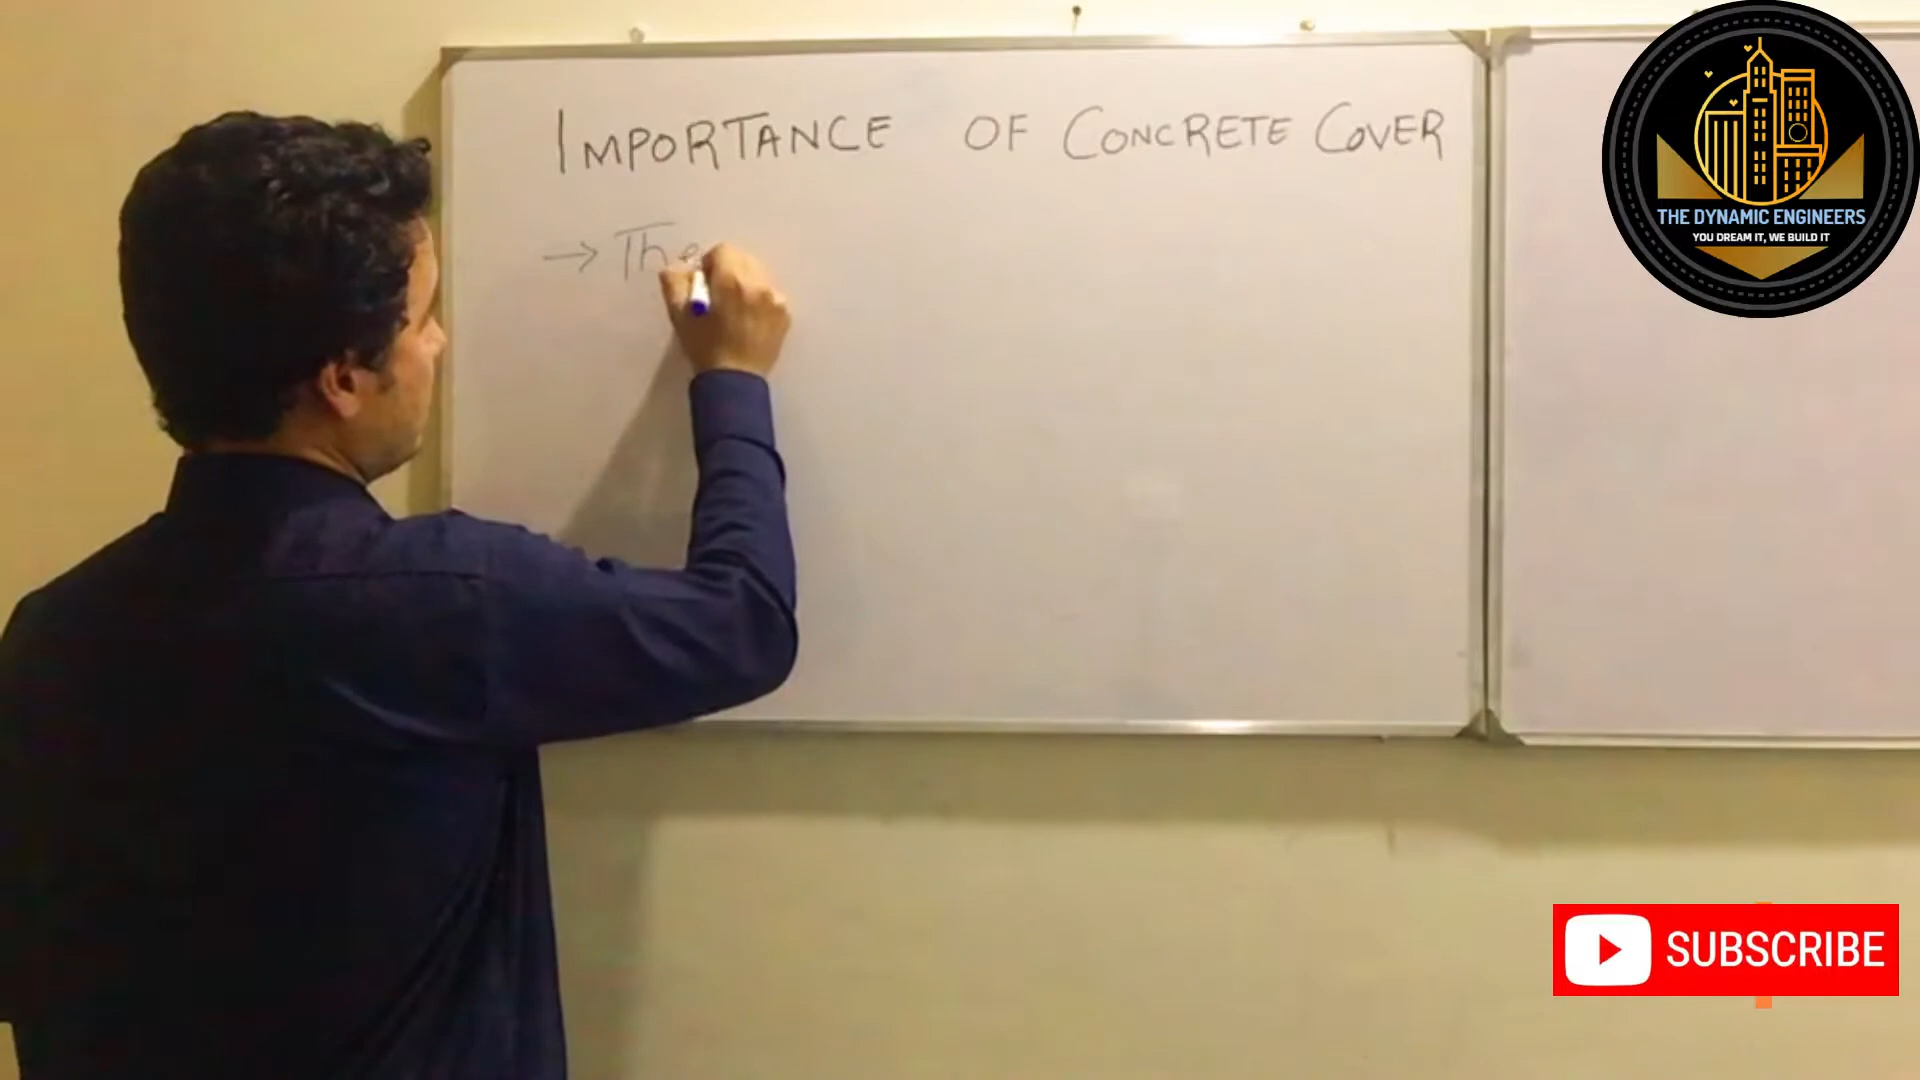 IMPORTANCE OF CONCRETE COVER
→ The
THE DYNAMIC ENGINEERS
YOU DREAM IT, WE BUILD IT
SUBSCRIBE